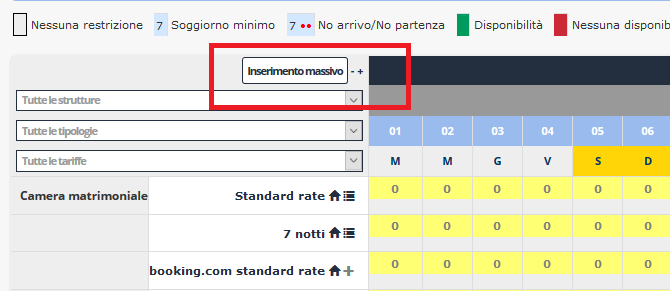 Nessuna restrizione 7 Soggiorno minimo 7 No arrivo/No partenza Disponibilità Nessuna disponib
Inserimento massivo - +
Tutte le strutture
Tutte le tipologie 01 02 03 04 05 06
Tutte le tariffe M M G V S D
Camera matrimoniale Standard rate 0 0 0 0 0 0
7 notti 0 0 0 0 0 0
booking.com standard rate 0 0 0 0 0 0